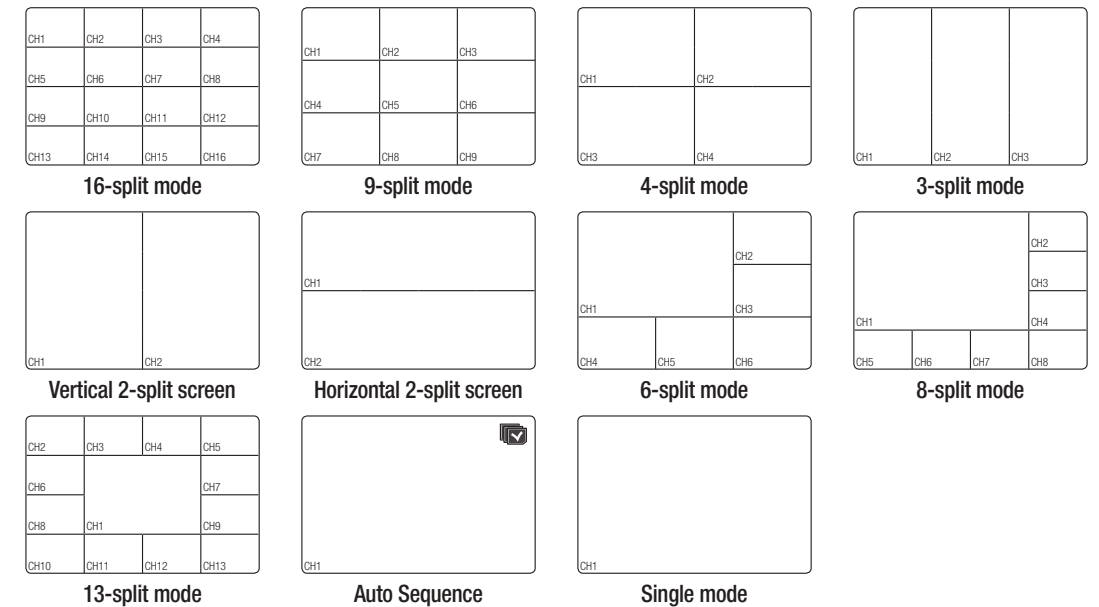 CH1 CH2 CH3 CH4
CH5 CH6 CH7 CH8
CH9 CH10 CH11 CH12
CH13 CH14 CH15 CH16
16-split mode
CH1 CH2 CH3
CH4 CH5 CH6
CH7 CH8 CH9
9-split mode
CH1 CH2
CH3 CH4
4-split mode
CH1 CH2 CH3
3-split mode
CH1 CH2
Vertical 2-split screen
CH1
CH2
Horizontal 2-split screen
CH2
CH1 CH3
CH4 CH5 CH6
6-split mode
CH2
CH3
CH1 CH4
CH5 CH6 CH7 CH8
8-split mode
CH2 CH3 CH4 CH5
CH6 CH7
CH8 CH1 CH9
CH10 CH11 CH12 CH13
13-split mode
CH1
Auto Sequence
CH1
Single mode